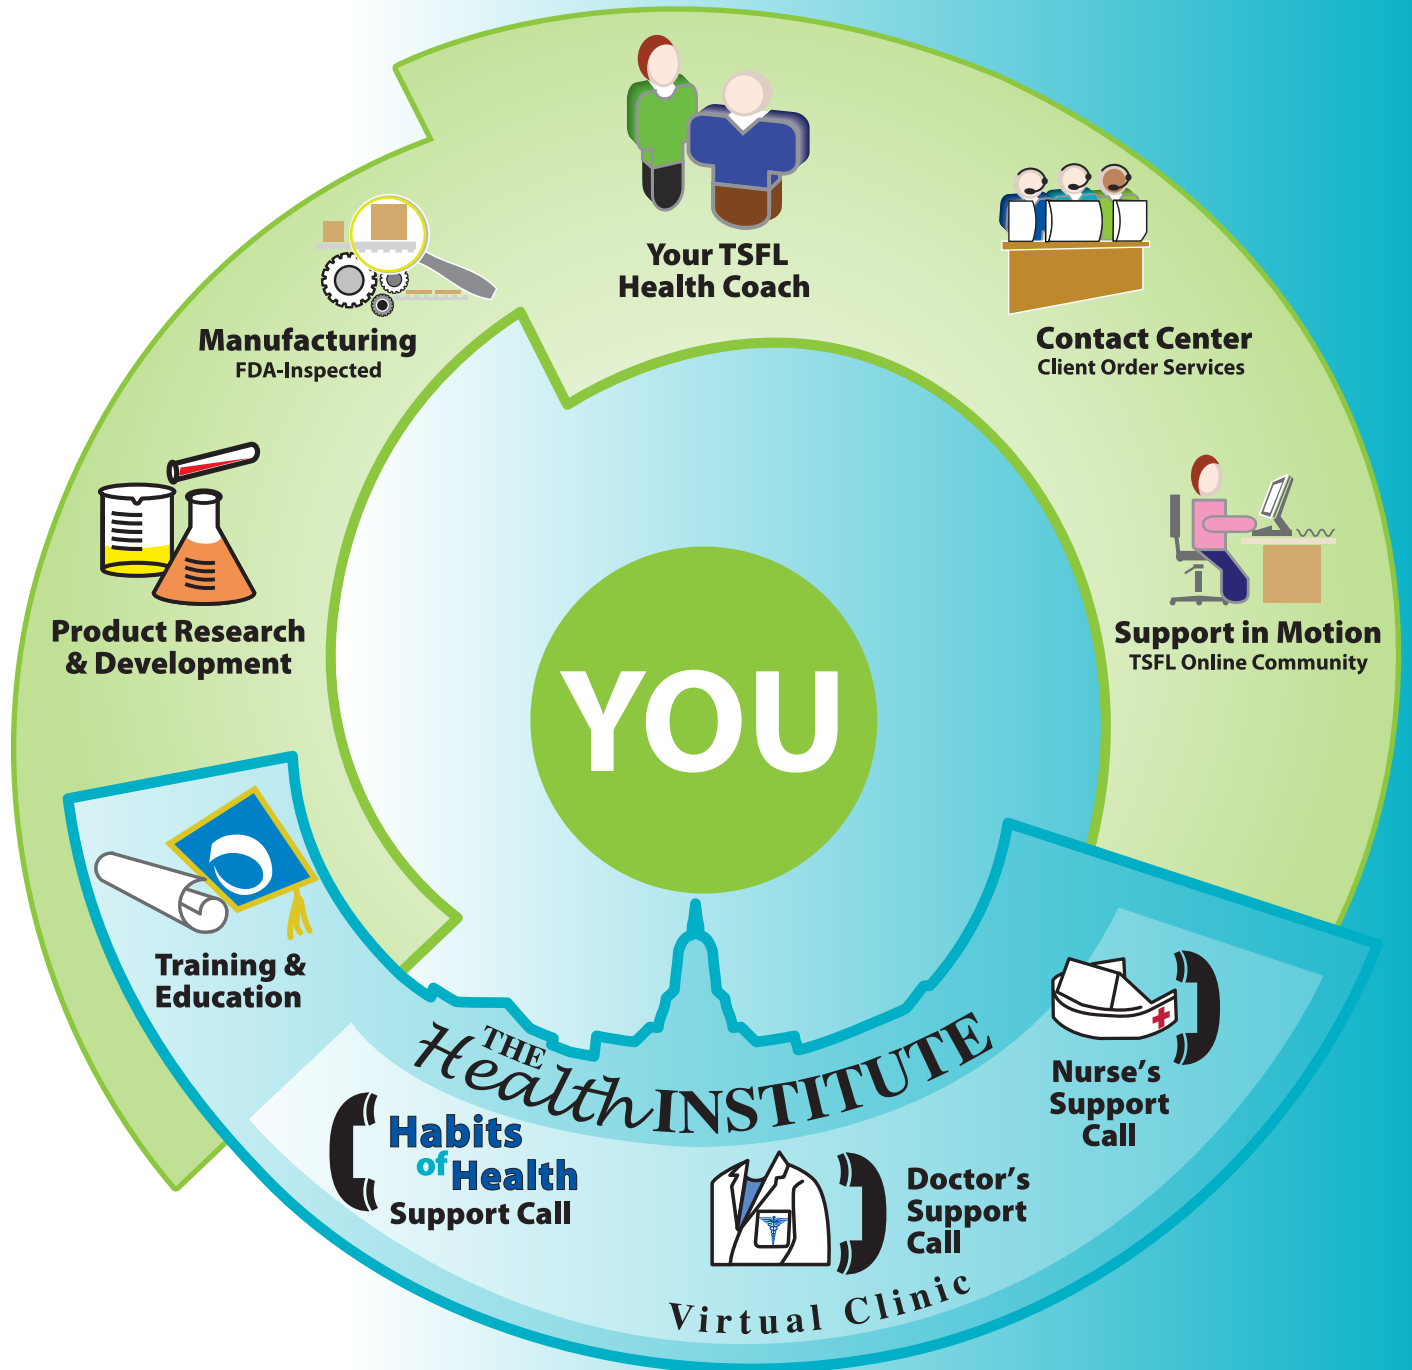 Your TSFL
Health Coach
Contact Center
Client Order Services
Manufacturing
FDA-Inspected
Support in Motion
TSFL Online Community
Product Research
& Development
YOU
Training &
Education
THE
Health INSTITUTE
Nurse's
Support
Call
Habits
of Health
Support Call
Doctor's
Support
Call
Virtual Clinic